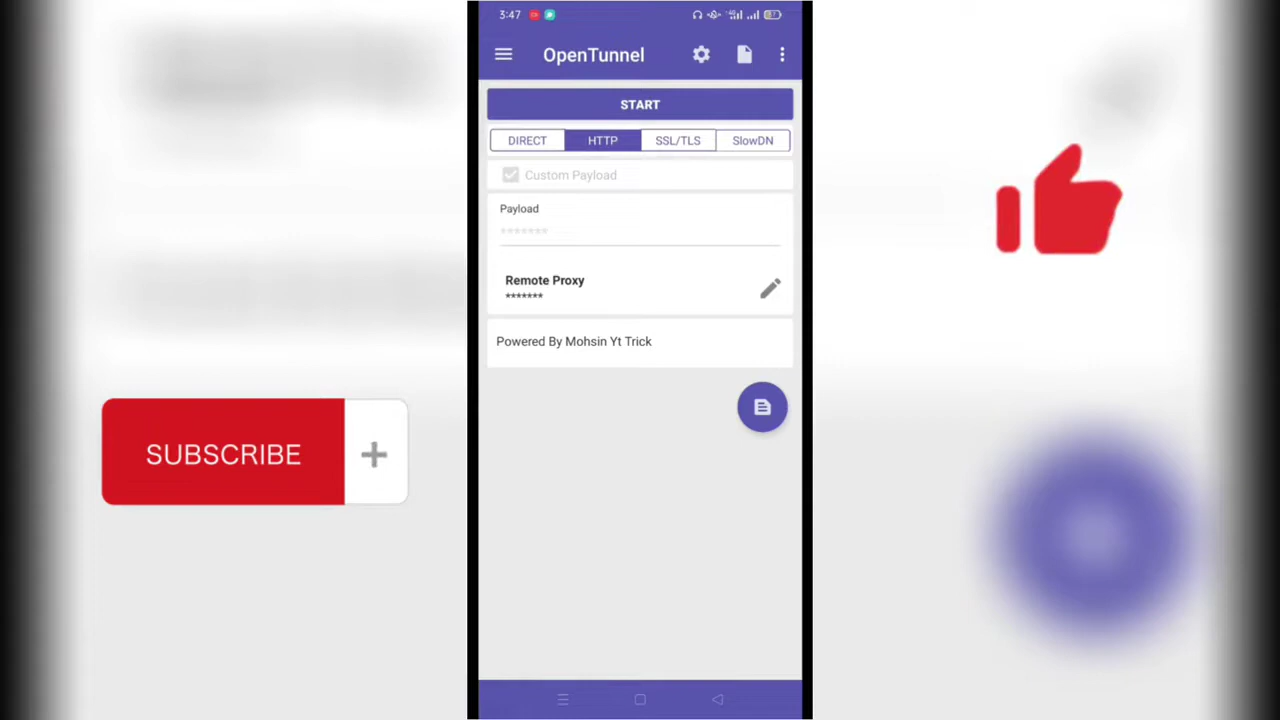 3:47
OpenTunnel
START
DIRECT HTTP SSL/TLS SlowDN
Custom Payload
Payload
*******
Remote Proxy
*******
Powered By Mohsin Yt Trick
SUBSCRIBE +